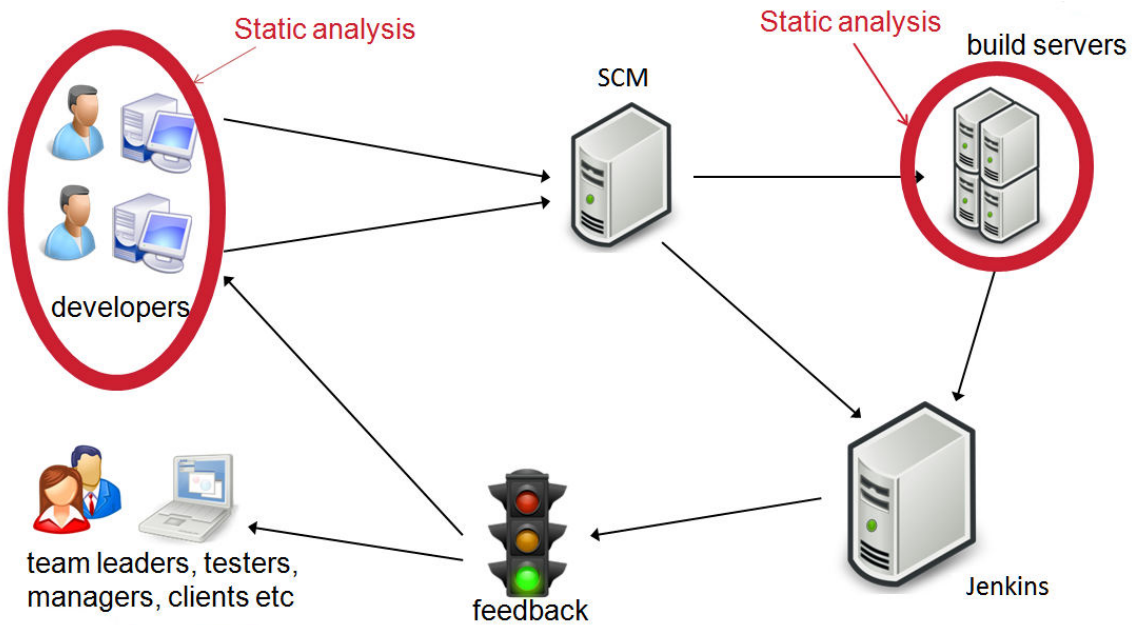 Static analysis
Static analysis
build servers
SCM
developers
team leaders, testers,
managers, clients etc
feedback
Jenkins